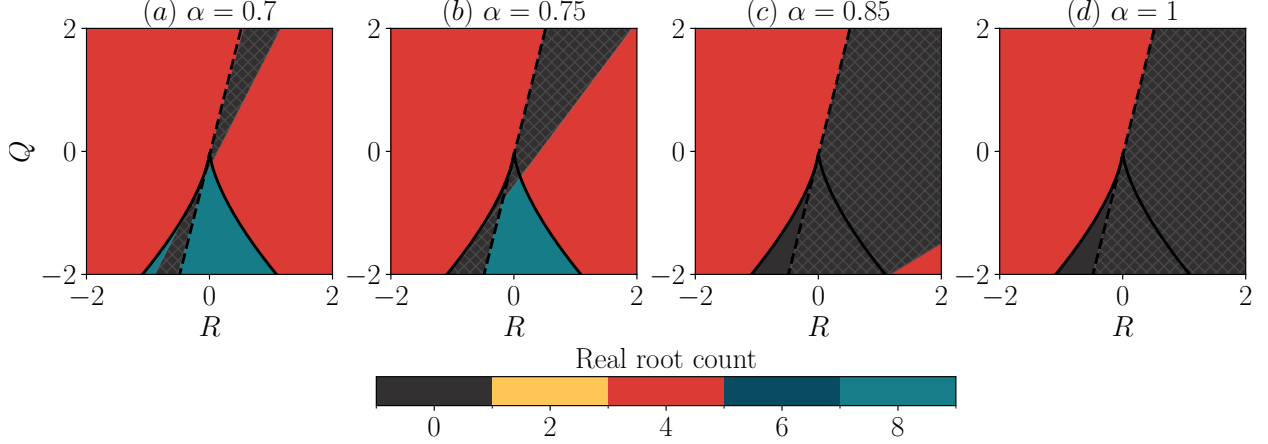 (a) α = 0.7 (b) α = 0.75 (c) α = 0.85 (d) α = 1
2 2 2 2
Q 0 0 0 0
−2 −2 −2 −2
−2 0 2 −2 0 2 −2 0 2 −2 0 2
R R R R
Real root count
0 2 4 6 8